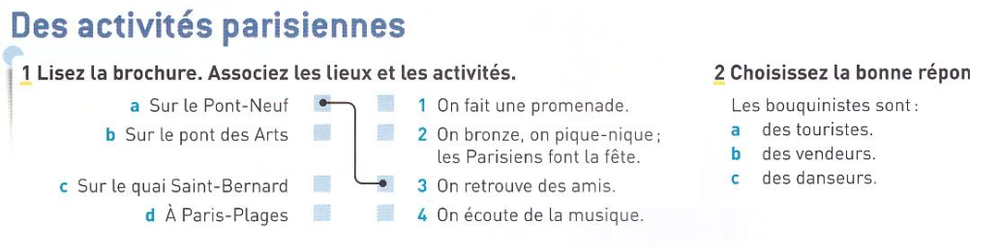 Des activités parisiennes
1 Lisez la brochure. Associez les lieux et les activités.
a Sur le Pont-Neuf
b Sur le pont des Arts
c Sur le quai Saint-Bernard
d À Paris-Plages
1 On fait une promenade.
2 On bronze, on pique-nique ;
les Parisiens font la fête.
3 On retrouve des amis.
4 On écoute de la musique.
2 Choisissez la bonne répon
Les bouquinistes sont :
a des touristes.
b des vendeurs.
c des danseurs.